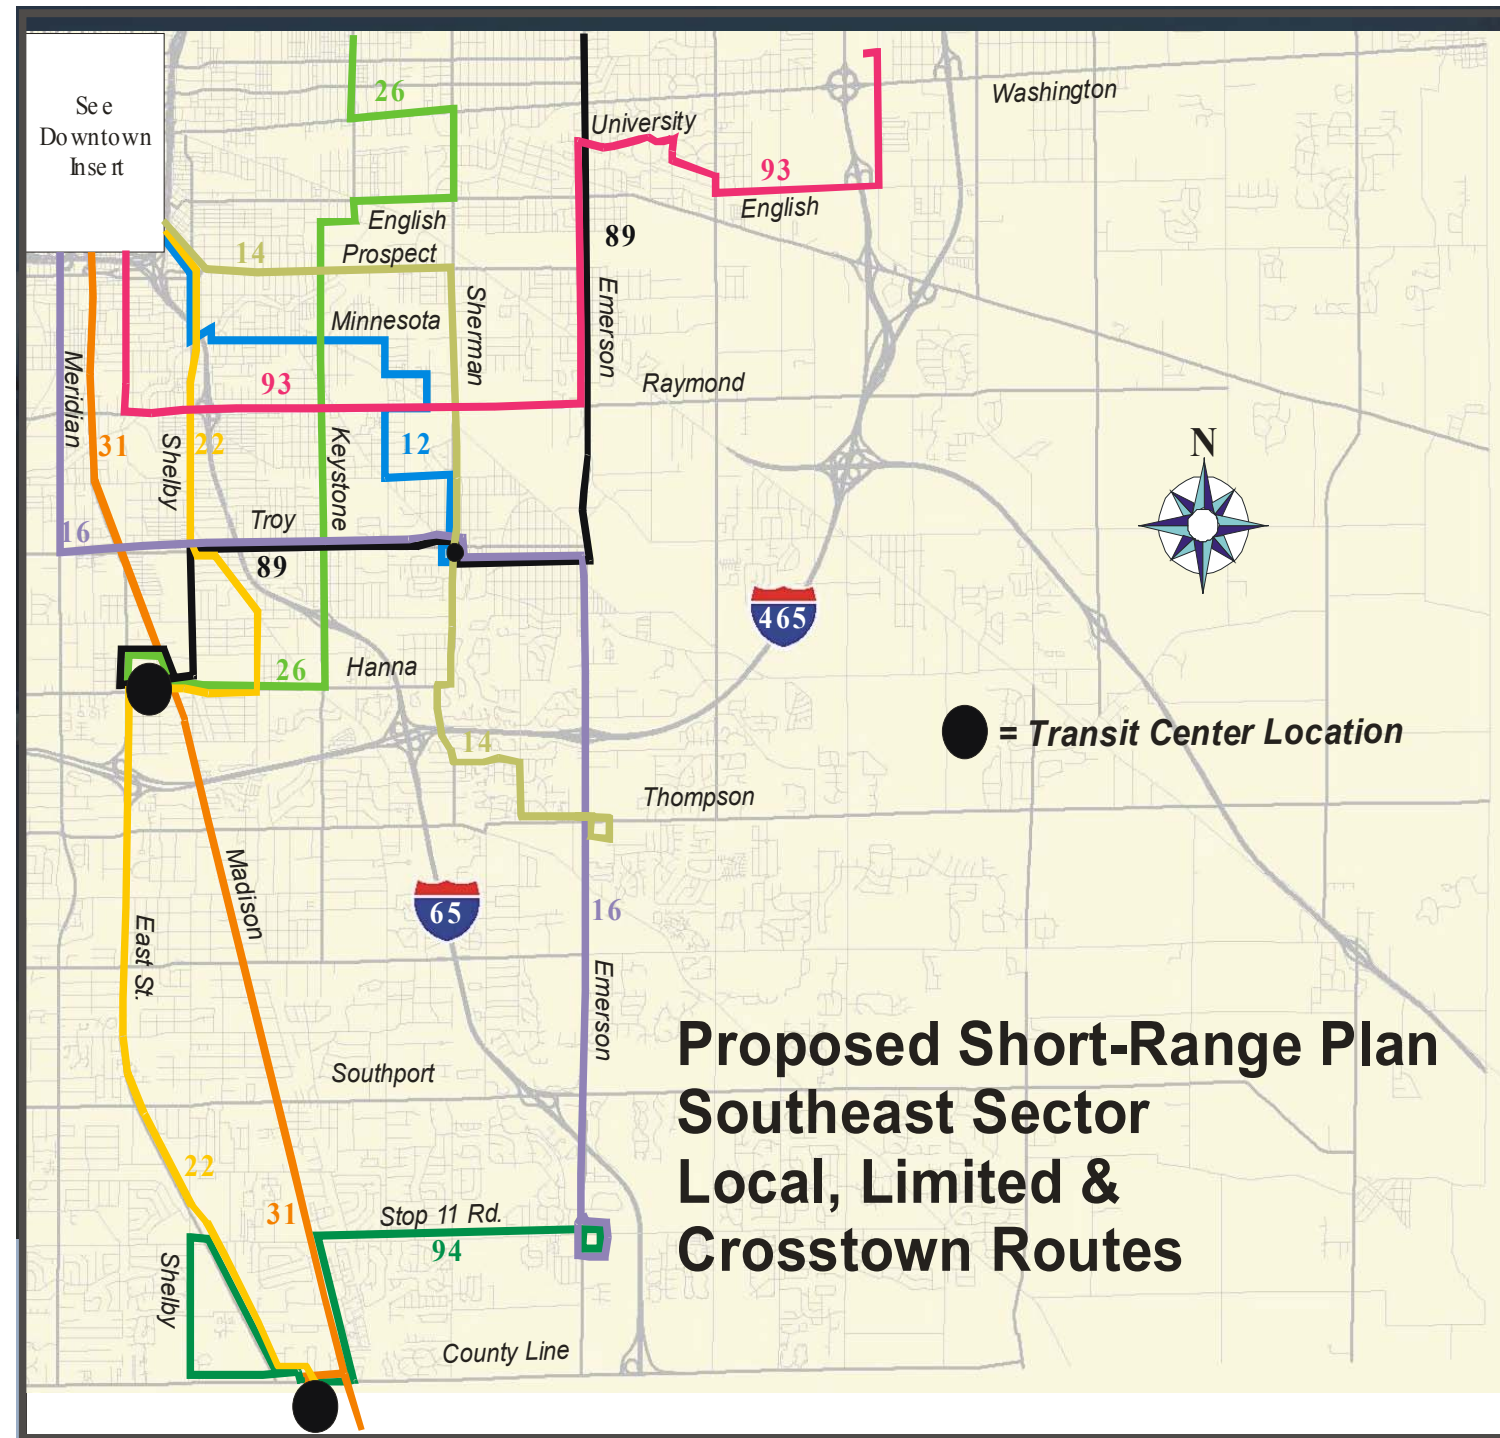 See
Downtown
Insert
26
University
Washington
93
English
English
89
14
Prospect
Sherman
Emerson
Minnesota
Meridian
93
Raymond
31
Shelby
22
Keystone
12
N
16
Troy
89
465
Hanna
26
14
= Transit Center Location
Thompson
Madison
65
16
East St.
Emerson
Proposed Short-Range Plan
Southeast Sector
Local, Limited &
Crosstown Routes
Southport
22
31
Stop 11 Rd.
94
Shelby
County Line